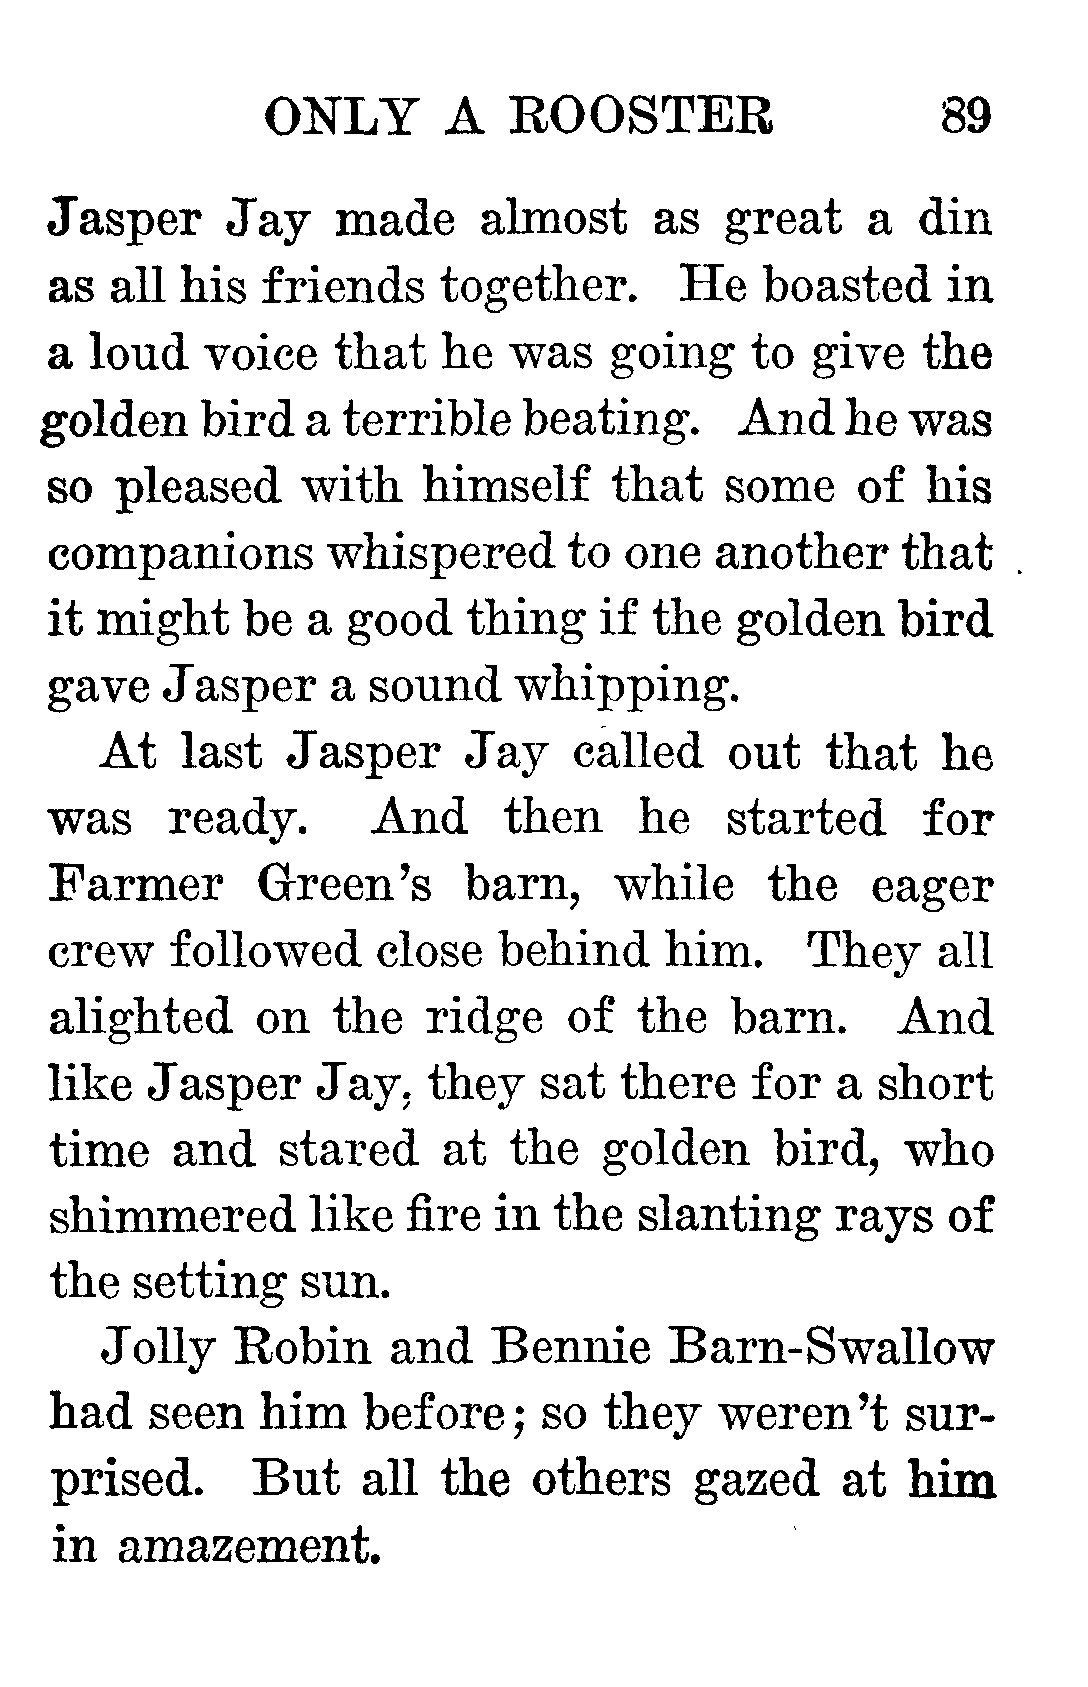 ONLY A ROOSTER 89
Jasper Jay made almost as great a din
as all his friends together. He boasted in
a loud voice that he was going to give the
golden bird a terrible beating. And he was
so pleased with himself that some of his
companions whispered to one another that
it might be a good thing if the golden bird
gave Jasper a sound whipping.
At last Jasper Jay called out that he
was ready. And then he started for
Farmer Green's barn, while the eager
crew followed close behind him. They all
alighted on the ridge of the barn. And
like Jasper Jay, they sat there for a short
time and stared at the golden bird, who
shimmered like fire in the slanting rays of
the setting sun.
Jolly Robin and Bennie Barn-Swallow
had seen him before; so they weren't sur-
prised. But all the others gazed at him
in amazement.